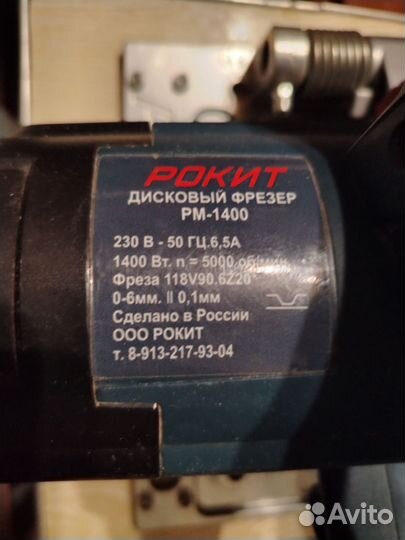 РОКИТ
ДИСКОВЫЙ ФРЕЗЕР
РМ-1400
230 В - 50 ГЦ.6,5А
1400 Вт. n = 5000 об/мин
Фреза 118V90.6Z20
0-6мм. || 0,1мм
Сделано в России
ООО РОКИТ
т. 8-913-217-93-04
Avito